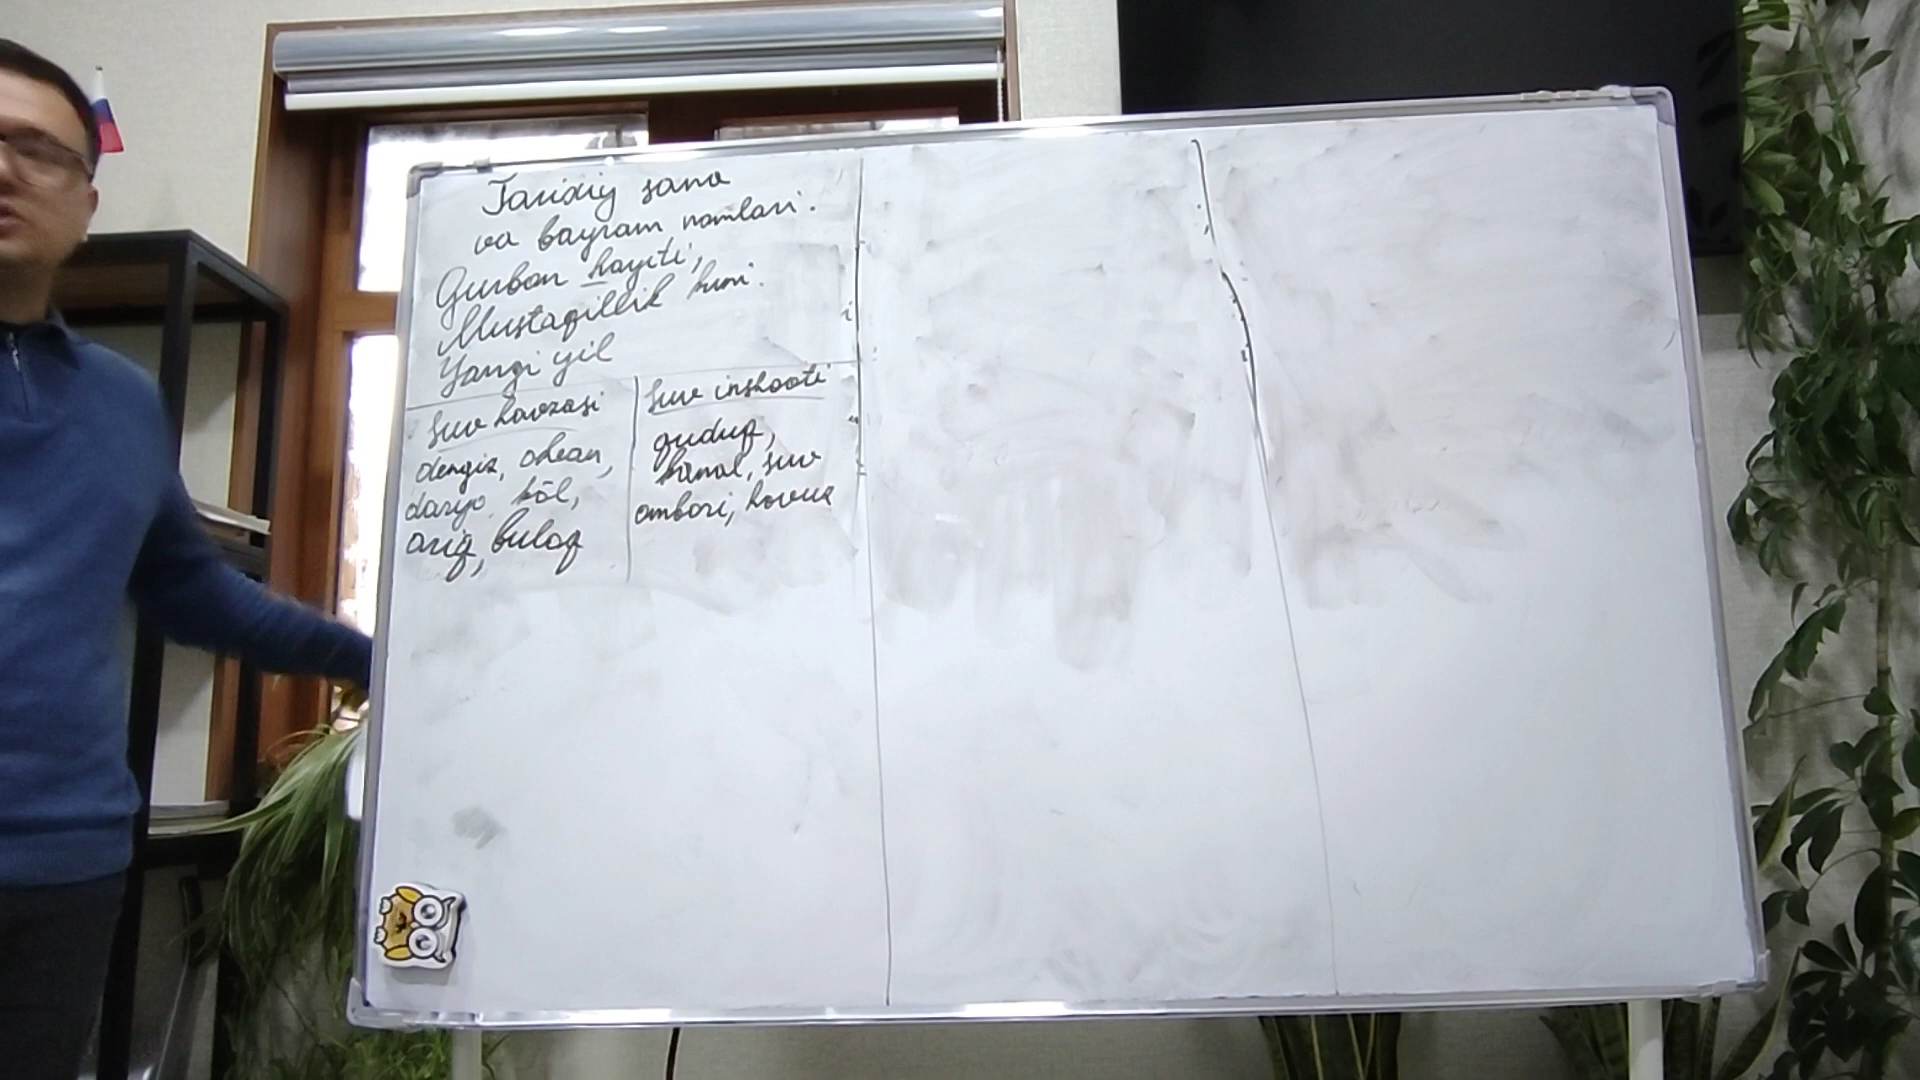 Tarixiy sana
va bayram nomlari.
Qurbon hayiti,
Mustaqillik kuni.
Yangi yil
Suv havzasi
dengiz, okean,
daryo, kōl,
ariq, buloq
Suv inshooti
quduq,
kanal, suv
ombori, hovuz